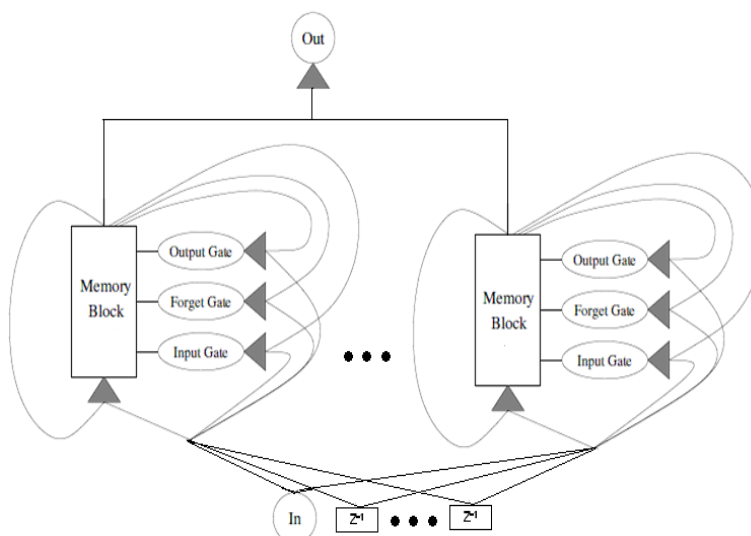 Out
Memory
Block
Output Gate
Forget Gate
Input Gate
Memory
Block
Output Gate
Forget Gate
Input Gate
In
Z⁻¹
Z⁻¹